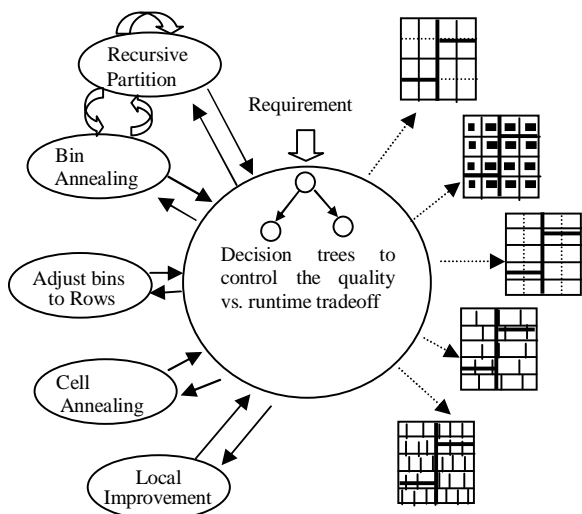 Recursive
Partition
Requirement
Bin
Annealing
Decision trees to
control the quality
vs. runtime tradeoff
Adjust bins
to Rows
Cell
Annealing
Local
Improvement